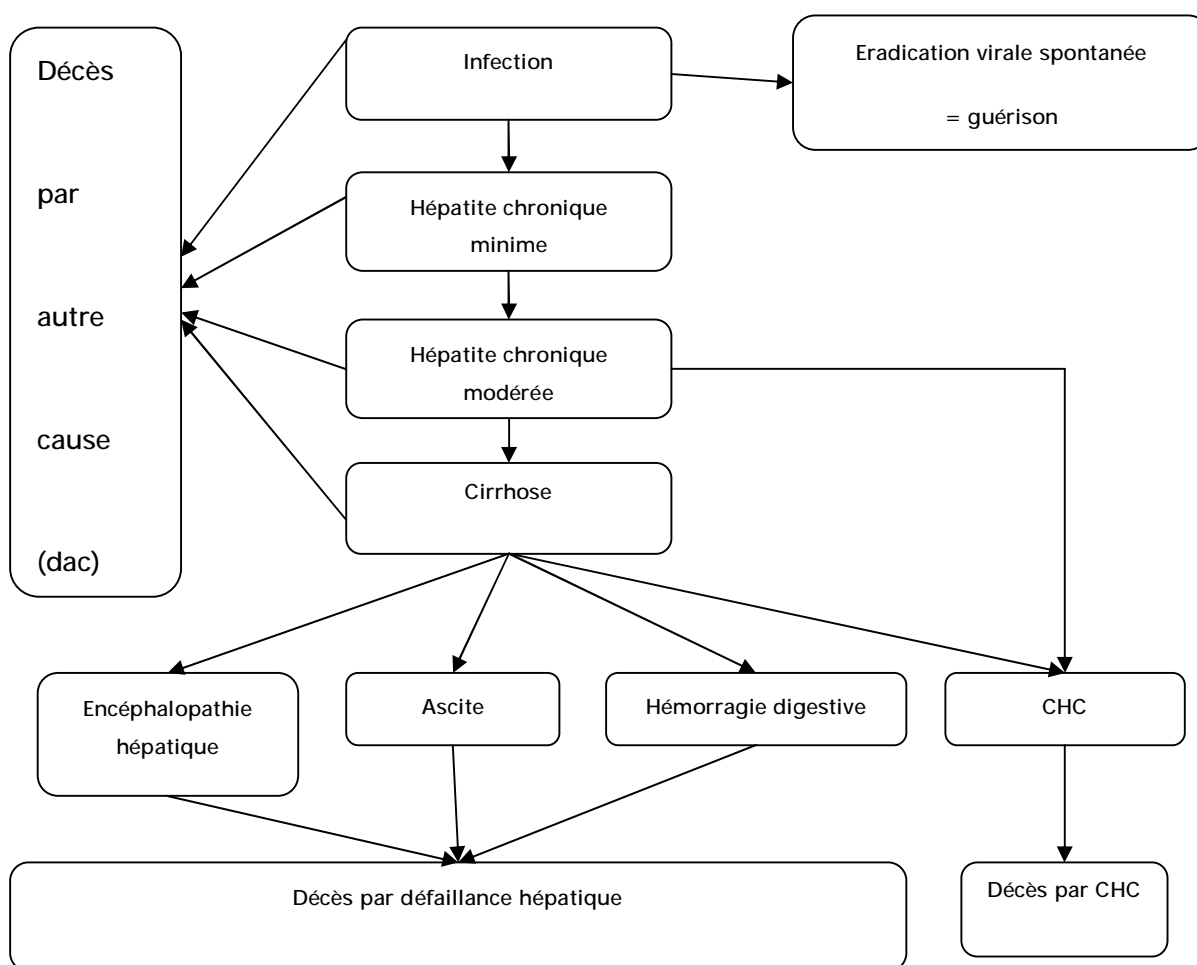 Décès
par
autre
cause
(dac)
Infection
Eradication virale spontanée
= guérison
Hépatite chronique
minime
Hépatite chronique
modérée
Cirrhose
Encéphalopathie
hépatique
Ascite
Hémorragie digestive
CHC
Décès par défaillance hépatique
Décès par CHC